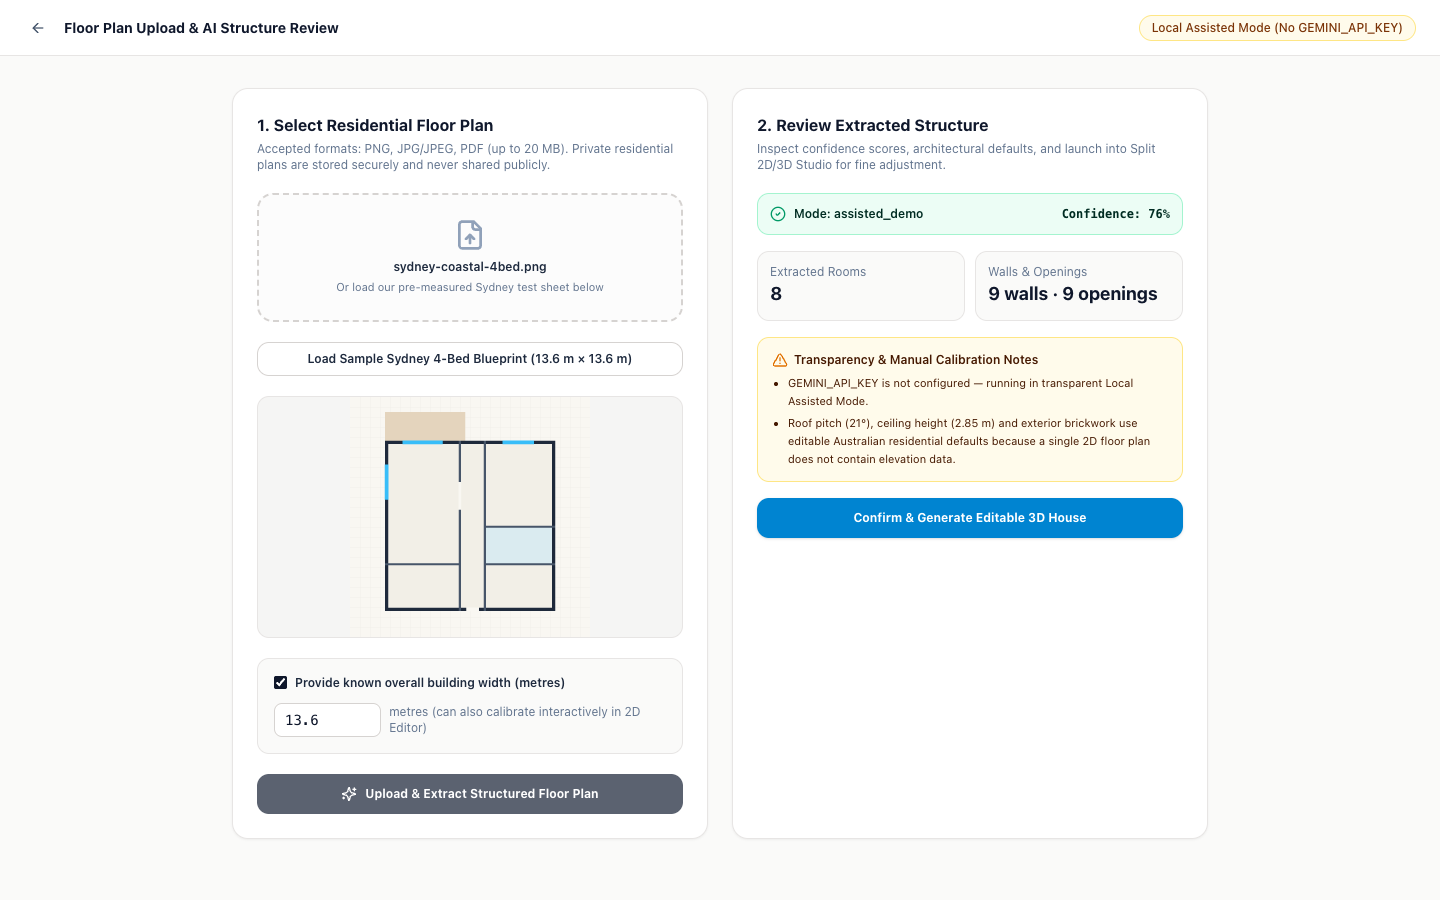 Floor Plan Upload & AI Structure Review
Local Assisted Mode (No GEMINI_API_KEY)
1. Select Residential Floor Plan
Accepted formats: PNG, JPG/JPEG, PDF (up to 20 MB). Private residential
plans are stored securely and never shared publicly.
sydney-coastal-4bed.png
Or load our pre-measured Sydney test sheet below
Load Sample Sydney 4-Bed Blueprint (13.6 m × 13.6 m)
Provide known overall building width (metres)
13.6
metres (can also calibrate interactively in 2D
Editor)
Upload & Extract Structured Floor Plan
2. Review Extracted Structure
Inspect confidence scores, architectural defaults, and launch into Split
2D/3D Studio for fine adjustment.
Mode: assisted_demo
Confidence: 76%
Extracted Rooms
8
Walls & Openings
9 walls · 9 openings
Transparency & Manual Calibration Notes
• GEMINI_API_KEY is not configured — running in transparent Local
Assisted Mode.
• Roof pitch (21°), ceiling height (2.85 m) and exterior brickwork use
editable Australian residential defaults because a single 2D floor plan
does not contain elevation data.
Confirm & Generate Editable 3D House